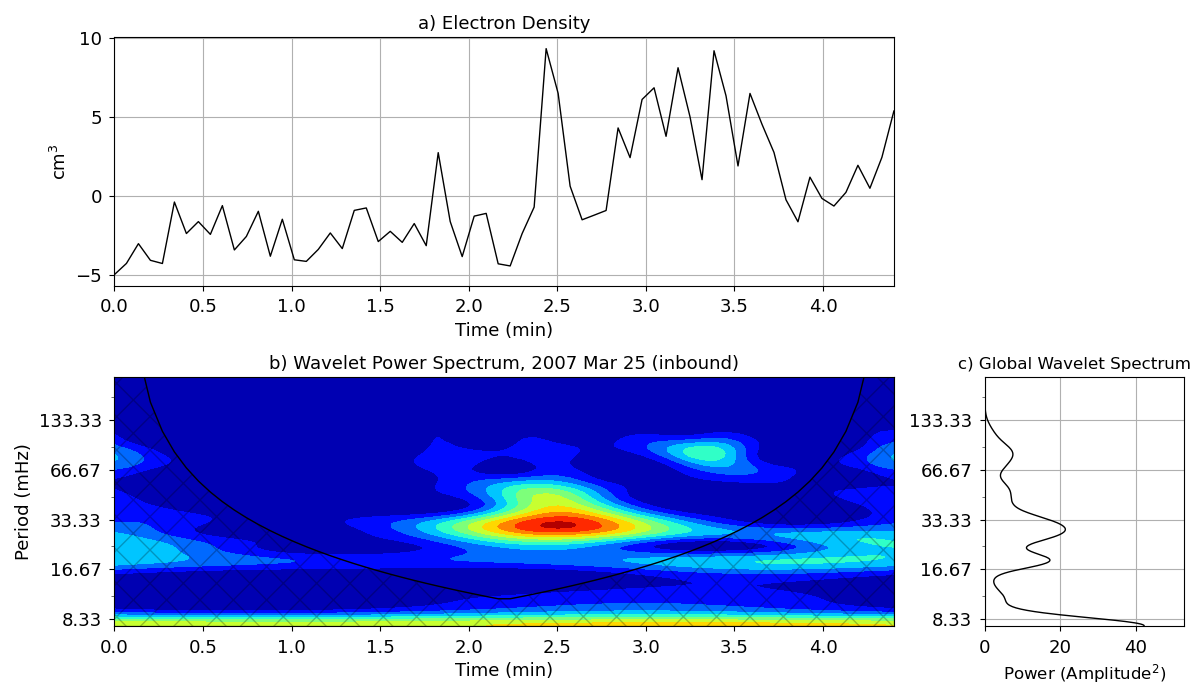 a) Electron Density
10
5
0
−5
cm³
0.0 0.5 1.0 1.5 2.0 2.5 3.0 3.5 4.0
Time (min)
b) Wavelet Power Spectrum, 2007 Mar 25 (inbound)
133.33
66.67
33.33
16.67
8.33
Period (mHz)
0.0 0.5 1.0 1.5 2.0 2.5 3.0 3.5 4.0
Time (min)
c) Global Wavelet Spectrum
133.33
66.67
33.33
16.67
8.33
0 20 40
Power (Amplitude²)